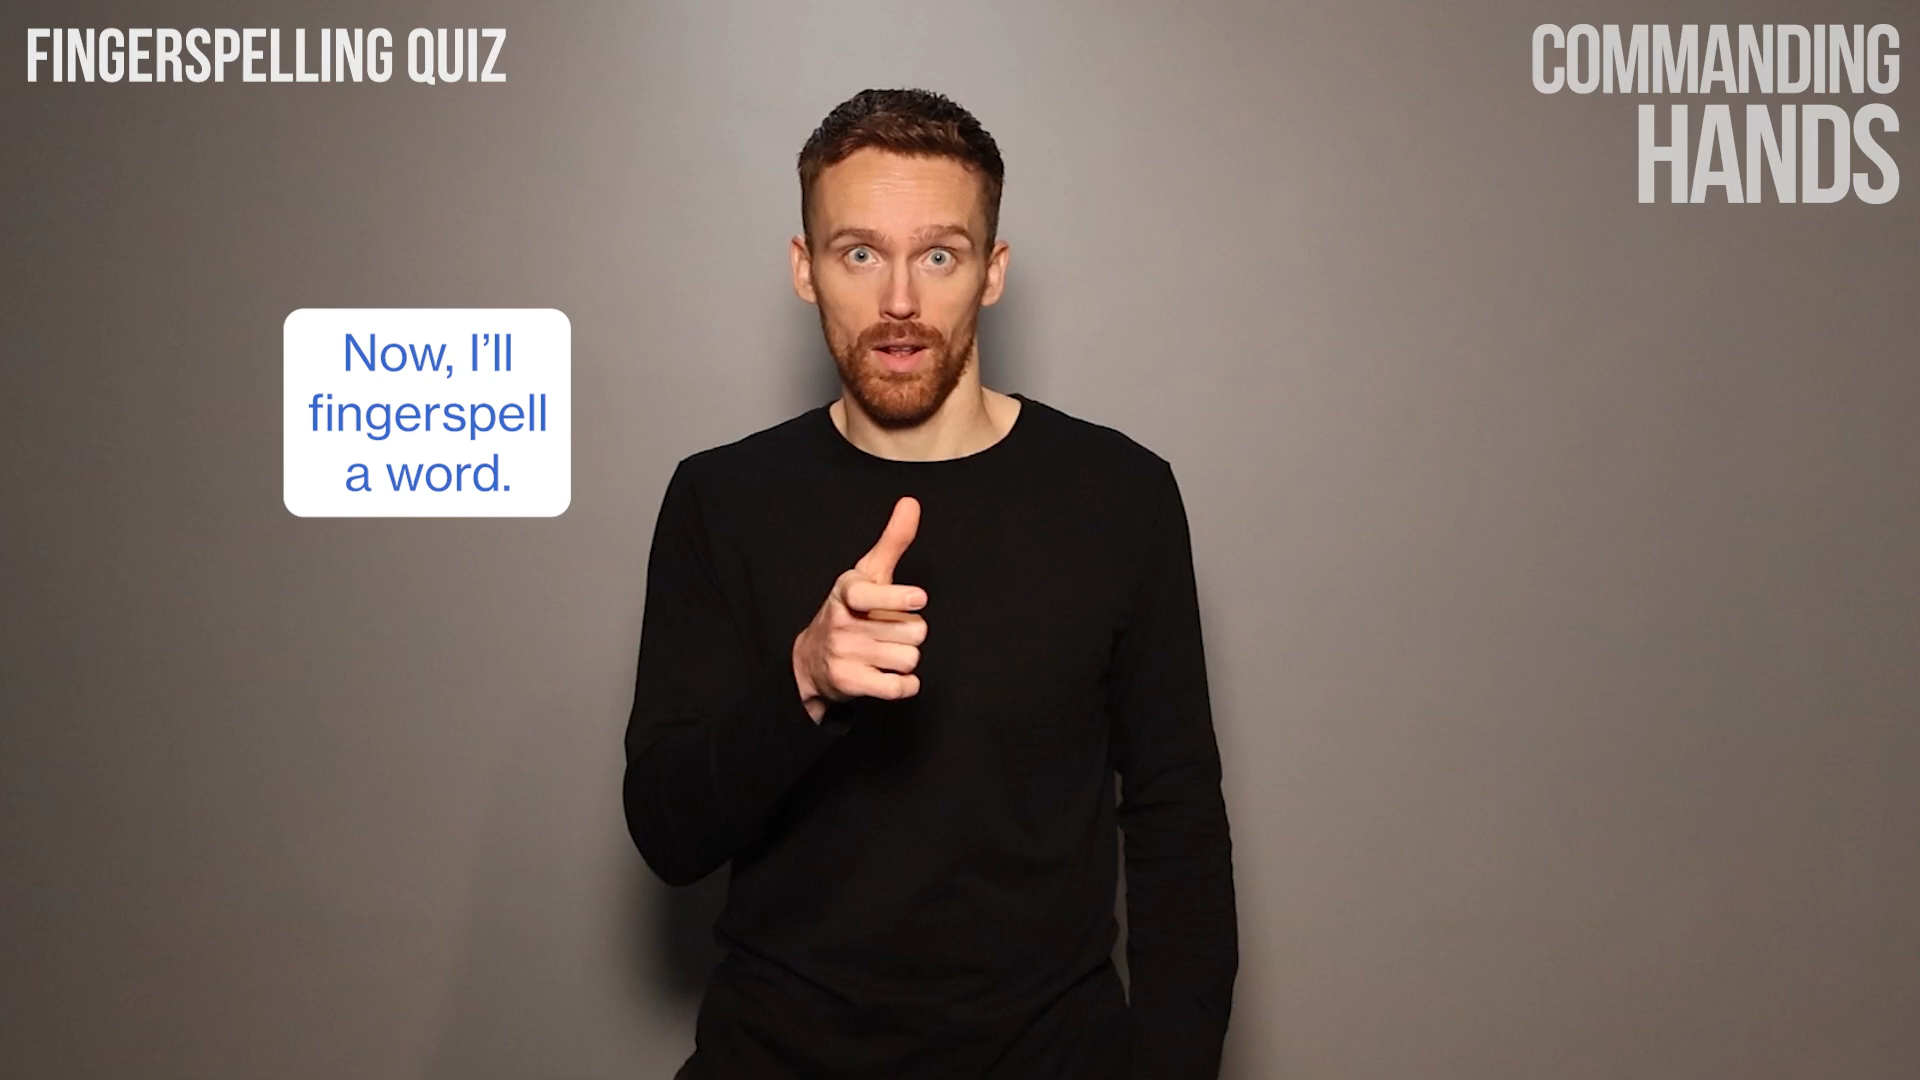 FINGERSPELLING QUIZ
COMMANDING
HANDS
Now, I’ll
fingerspell
a word.